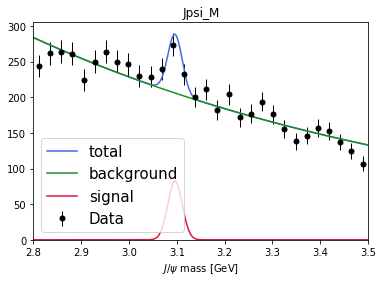 Jpsi_M
300
250
200
150
100
50
0
total
background
signal
Data
2.8 2.9 3.0 3.1 3.2 3.3 3.4 3.5
J/ψ mass [GeV]